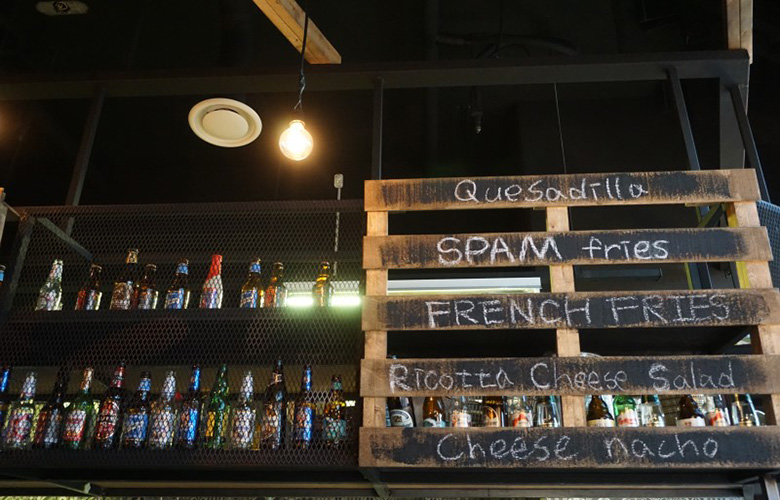 Quesadilla
SPAM fries
FRENCH FRIES
Ricotta Cheese Salad
Cheese nacho